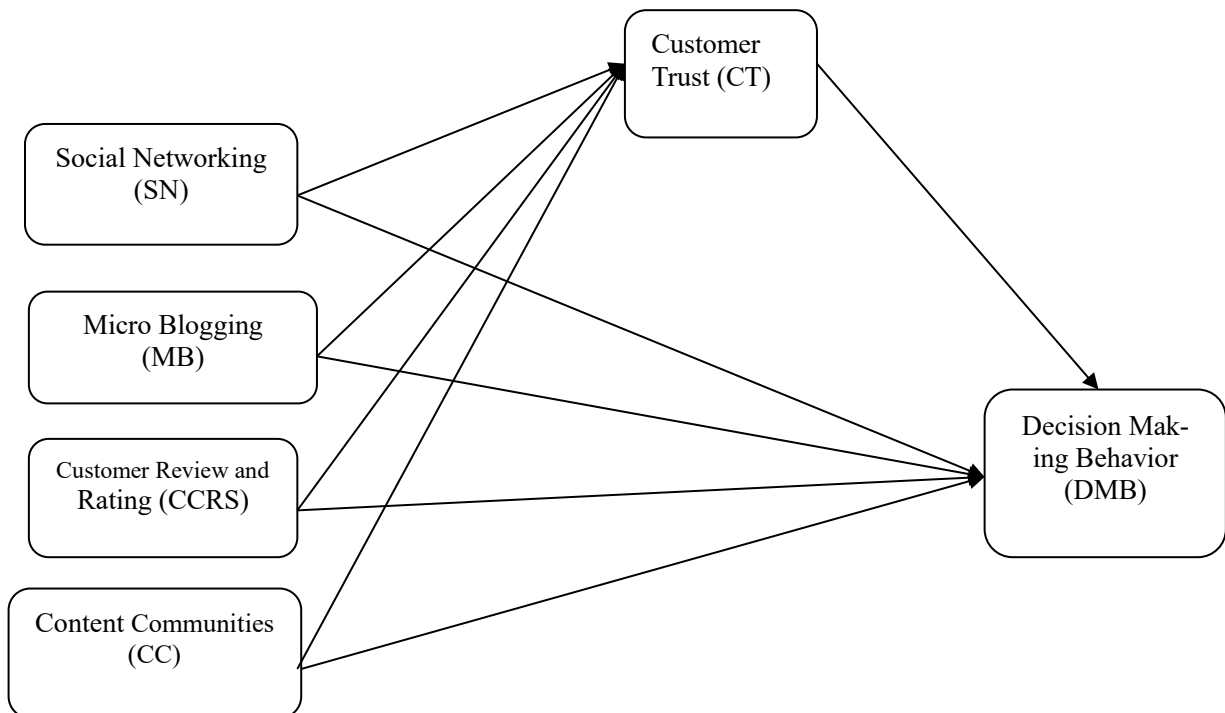 Customer
Trust (CT)
Social Networking
(SN)
Micro Blogging
(MB)
Customer Review and
Rating (CCRS)
Content Communities
(CC)
Decision Mak-
ing Behavior
(DMB)